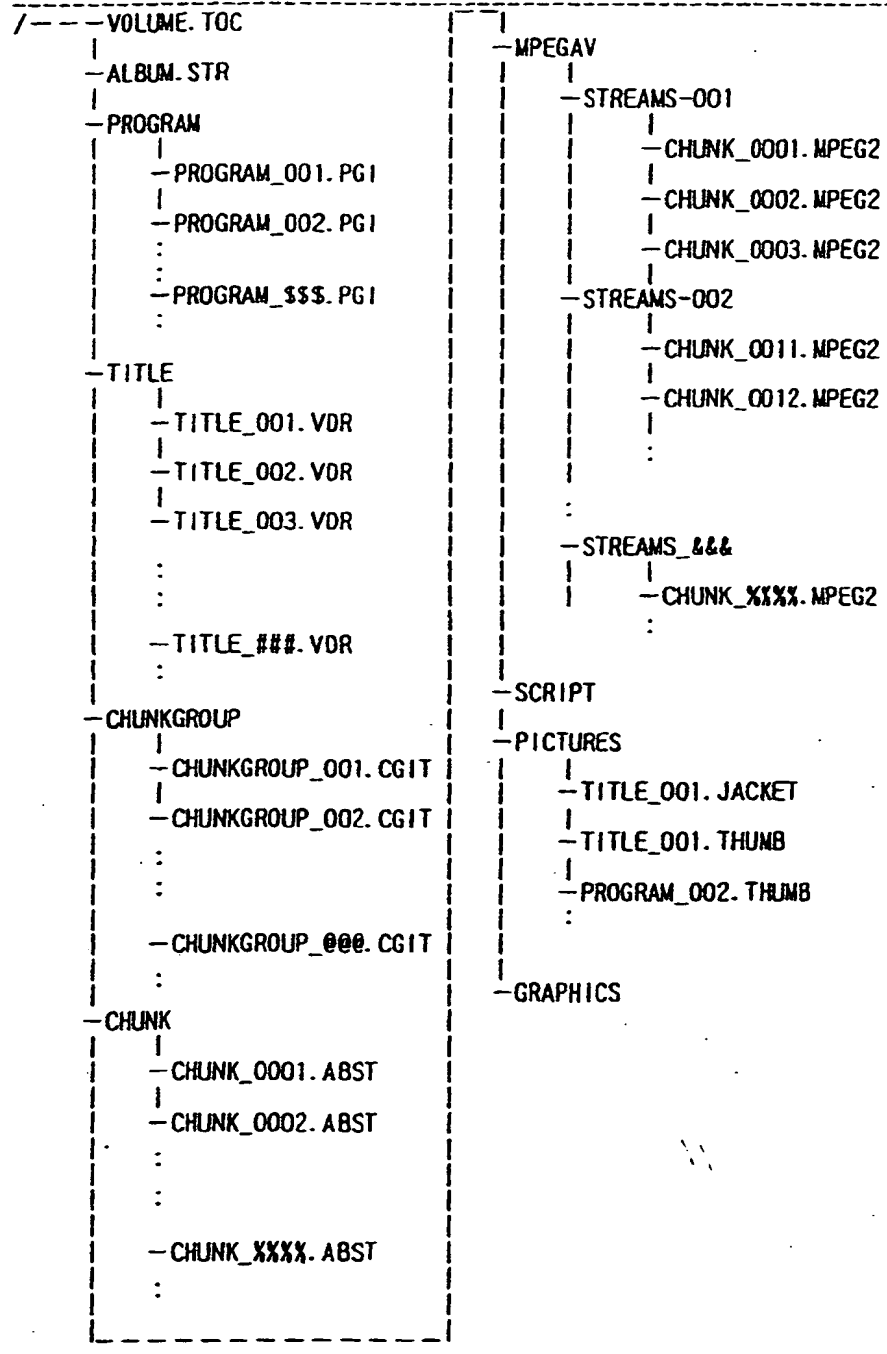 /---VOLUME.TOC
ALBUM.STR
PROGRAM
PROGRAM_001.PGI
PROGRAM_002.PGI
:
:
PROGRAM_$$$.PGI
:
TITLE
TITLE_001.VDR
TITLE_002.VDR
TITLE_003.VDR
:
:
TITLE_###.VDR
:
CHUNKGROUP
CHUNKGROUP_001.CGIT
CHUNKGROUP_002.CGIT
:
:
CHUNKGROUP_@@@.CGIT
:
CHUNK
CHUNK_0001.ABST
CHUNK_0002.ABST
:
:
CHUNK_%%%%.ABST
:
MPEGAV
STREAMS-001
CHUNK_0001.MPEG2
CHUNK_0002.MPEG2
CHUNK_0003.MPEG2
STREAMS-002
CHUNK_0011.MPEG2
CHUNK_0012.MPEG2
:
:
STREAMS_&&&
CHUNK_%%%%.MPEG2
:
SCRIPT
PICTURES
TITLE_001.JACKET
TITLE_001.THUMB
PROGRAM_002.THUMB
:
GRAPHICS